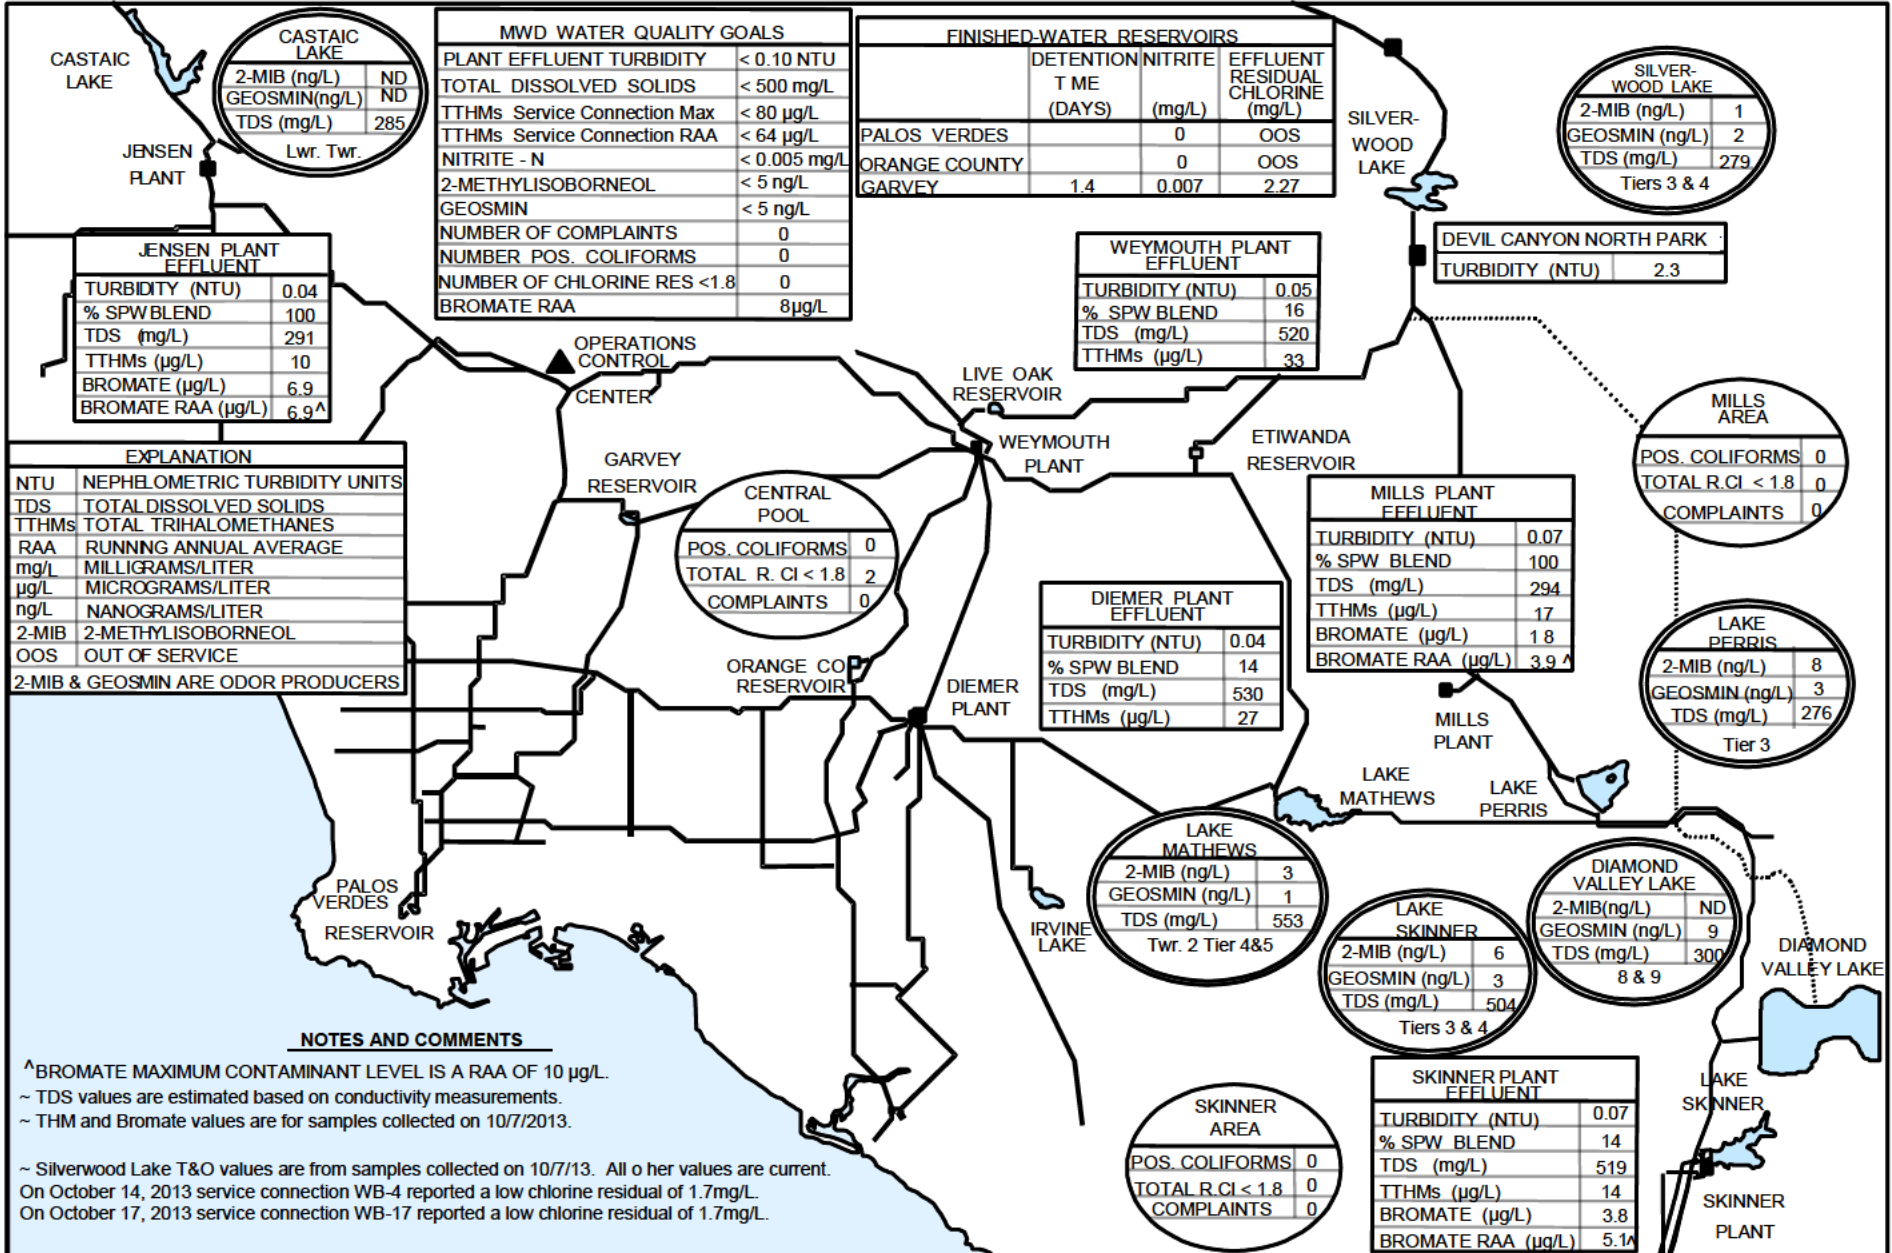 CASTAIC
LAKE
CASTAIC
LAKE
2-MIB (ng/L) ND
GEOSMIN(ng/L) ND
TDS (mg/L) 285
Lwr. Twr.
JENSEN
PLANT
MWD WATER QUALITY GOALS
PLANT EFFLUENT TURBIDITY < 0.10 NTU
TOTAL DISSOLVED SOLIDS < 500 mg/L
TTHMs Service Connection Max < 80 µg/L
TTHMs Service Connection RAA < 64 µg/L
NITRITE - N < 0.005 mg/L
2-METHYLISOBORNEOL < 5 ng/L
GEOSMIN < 5 ng/L
NUMBER OF COMPLAINTS 0
NUMBER POS. COLIFORMS 0
NUMBER OF CHLORINE RES <1.8 0
BROMATE RAA 8µg/L
FINISHED-WATER RESERVOIRS
DETENTION NITRITE EFFLUENT
T ME RESIDUAL
CHLORINE
(DAYS) (mg/L) (mg/L)
PALOS VERDES 0 OOS
ORANGE COUNTY 0 OOS
GARVEY 1.4 0.007 2.27
SILVER-
WOOD
LAKE
SILVER-
WOOD LAKE
2-MIB (ng/L) 1
GEOSMIN (ng/L) 2
TDS (mg/L) 279
Tiers 3 & 4
DEVIL CANYON NORTH PARK
TURBIDITY (NTU) 2.3
JENSEN PLANT
EFFLUENT
TURBIDITY (NTU) 0.04
% SPW BLEND 100
TDS (mg/L) 291
TTHMs (µg/L) 10
BROMATE (µg/L) 6.9
BROMATE RAA (µg/L) 6.9^
WEYMOUTH PLANT
EFFLUENT
TURBIDITY (NTU) 0.05
% SPW BLEND 16
TDS (mg/L) 520
TTHMs (µg/L) 33
OPERATIONS
CONTROL
CENTER
LIVE OAK
RESERVOIR
WEYMOUTH
PLANT
ETIWANDA
RESERVOIR
MILLS
AREA
POS. COLIFORMS 0
TOTAL R.Cl < 1.8 0
COMPLAINTS 0
EXPLANATION
NTU NEPHELOMETRIC TURBIDITY UNITS
TDS TOTAL DISSOLVED SOLIDS
TTHMs TOTAL TRIHALOMETHANES
RAA RUNNING ANNUAL AVERAGE
mg/L MILLIGRAMS/LITER
µg/L MICROGRAMS/LITER
ng/L NANOGRAMS/LITER
2-MIB 2-METHYLISOBORNEOL
OOS OUT OF SERVICE
2-MIB & GEOSMIN ARE ODOR PRODUCERS
GARVEY
RESERVOIR
CENTRAL
POOL
POS. COLIFORMS 0
TOTAL R. Cl < 1.8 2
COMPLAINTS 0
MILLS PLANT
EFFLUENT
TURBIDITY (NTU) 0.07
% SPW BLEND 100
TDS (mg/L) 294
TTHMs (µg/L) 17
BROMATE (µg/L) 1 8
BROMATE RAA (µg/L) 3.9 ^
DIEMER PLANT
EFFLUENT
TURBIDITY (NTU) 0.04
% SPW BLEND 14
TDS (mg/L) 530
TTHMs (µg/L) 27
LAKE
PERRIS
2-MIB (ng/L) 8
GEOSMIN (ng/L) 3
TDS (mg/L) 276
Tier 3
ORANGE CO
RESERVOIR
DIEMER
PLANT
MILLS
PLANT
LAKE
MATHEWS
LAKE
PERRIS
LAKE
MATHEWS
2-MIB (ng/L) 3
GEOSMIN (ng/L) 1
TDS (mg/L) 553
Twr. 2 Tier 4&5
DIAMOND
VALLEY LAKE
2-MIB(ng/L) ND
GEOSMIN (ng/L) 9
TDS (mg/L) 300
8 & 9
LAKE
SKINNER
2-MIB (ng/L) 6
GEOSMIN (ng/L) 3
TDS (mg/L) 504
Tiers 3 & 4
PALOS
VERDES
RESERVOIR
IRVINE
LAKE
DIAMOND
VALLEY LAKE
NOTES AND COMMENTS
^BROMATE MAXIMUM CONTAMINANT LEVEL IS A RAA OF 10 µg/L.
~ TDS values are estimated based on conductivity measurements.
~ THM and Bromate values are for samples collected on 10/7/2013.
~ Silverwood Lake T&O values are from samples collected on 10/7/13. All o her values are current.
On October 14, 2013 service connection WB-4 reported a low chlorine residual of 1.7mg/L.
On October 17, 2013 service connection WB-17 reported a low chlorine residual of 1.7mg/L.
SKINNER
AREA
POS. COLIFORMS 0
TOTAL R.Cl < 1.8 0
COMPLAINTS 0
SKINNER PLANT
EFFLUENT
TURBIDITY (NTU) 0.07
% SPW BLEND 14
TDS (mg/L) 519
TTHMs (µg/L) 14
BROMATE (µg/L) 3.8
BROMATE RAA (µg/L) 5.1^
LAKE
SKINNER
SKINNER
PLANT